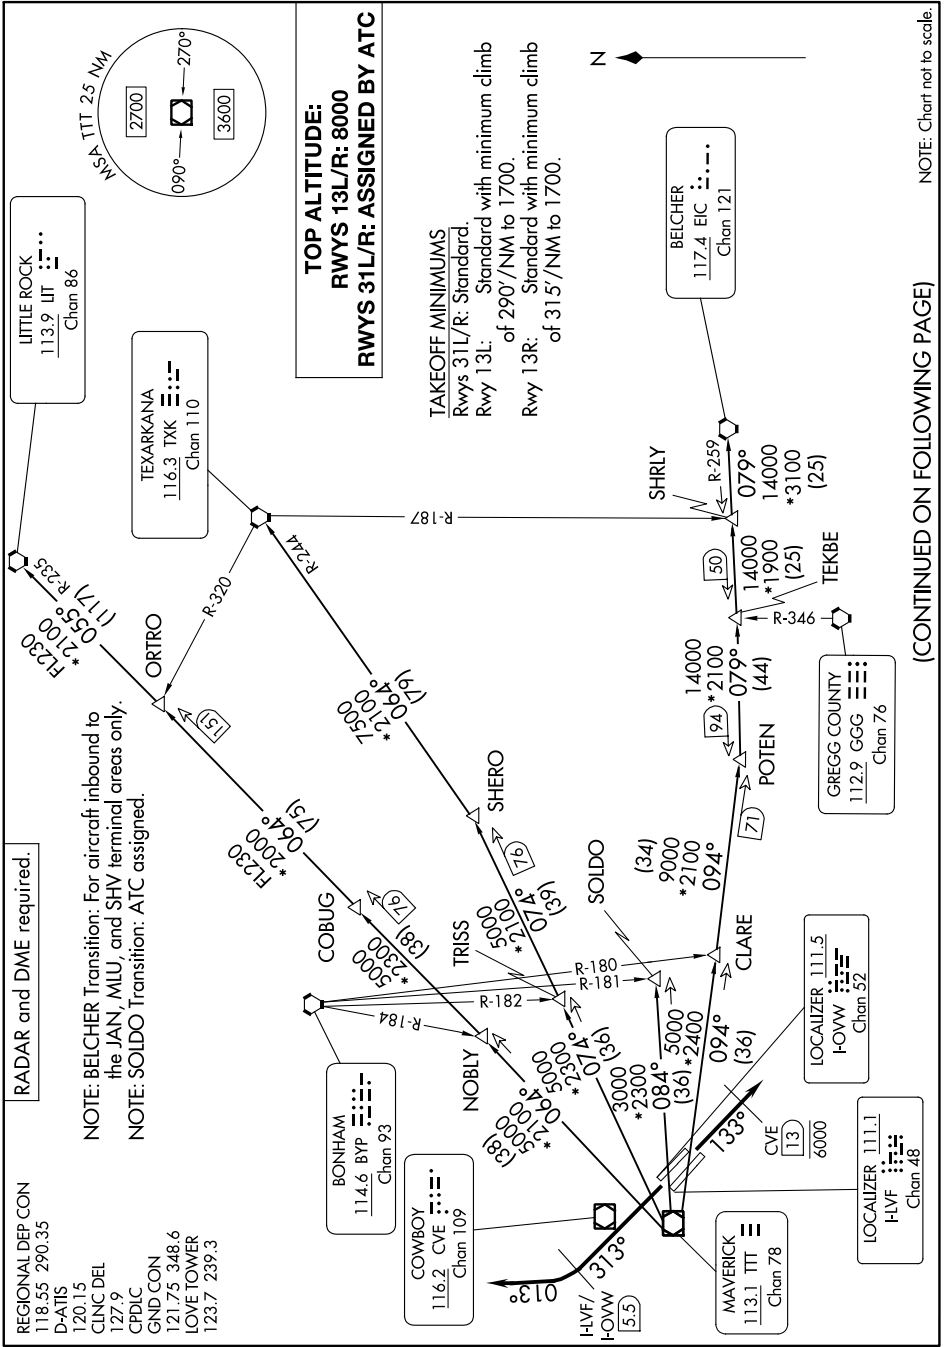 REGIONAL DEP CON
118.55 290.35
D-ATIS
120.15
CLNC DEL
127.9
CPDLC
GND CON
121.75 348.6
LOVE TOWER
123.7 239.3
RADAR and DME required.
NOTE: BELCHER Transition: For aircraft inbound to
the JAN, MLU, and SHV terminal areas only.
NOTE: SOLDO Transition: ATC assigned.
LITTLE ROCK
113.9 LIT
Chan 86
MSA TTT 25 NM
2700
090°
270°
3600
TEXARKANA
116.3 TXK
Chan 110
TOP ALTITUDE:
RWYS 13L/R: 8000
RWYS 31L/R: ASSIGNED BY ATC
TAKEOFF MINIMUMS
Rwys 31L/R: Standard.
Rwy 13L: Standard with minimum climb
of 290'/NM to 1700.
Rwy 13R: Standard with minimum climb
of 315'/NM to 1700.
N
R-235
FL230
*2100
055°
(117)
ORTRO
R-320
151
FL230
*2000
064°
(75)
COBUG
76
5000
*2300
(38)
NOBLY
5000
*2100
064°
(38)
R-244
7500
*2100
064°
(79)
SHERO
76
5000
*2100
074°
(39)
TRISS
5000
*2300
074°
(36)
BONHAM
114.6 BYP
Chan 93
R-184
R-182
R-181
R-180
SOLDO
3000
*2300
084°
(36)
CLARE
5000
*2400
094°
(36)
(34)
9000
*2100
094°
71
POTEN
94
14000
*2100
079°
(44)
TEKBE
R-346
50
14000
*1900
(25)
SHRLY
R-187
R-259
079°
14000
*3100
(25)
BELCHER
117.4 EIC
Chan 121
GREGG COUNTY
112.9 GGG
Chan 76
COWBOY
116.2 CVE
Chan 109
013°
313°
I-LVF/
I-OVW
5.5
MAVERICK
113.1 TTT
Chan 78
133°
CVE
13
6000
LOCALIZER 111.5
I-OVW
Chan 52
LOCALIZER 111.1
I-LVF
Chan 48
(CONTINUED ON FOLLOWING PAGE)
NOTE: Chart not to scale.